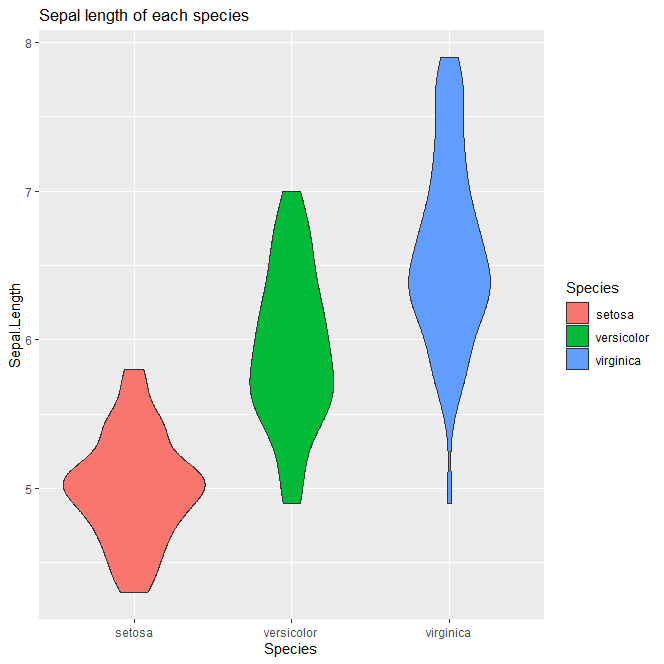 Sepal length of each species
8
7
6
5
Sepal.Length
setosa
versicolor
virginica
Species
Species
setosa
versicolor
virginica